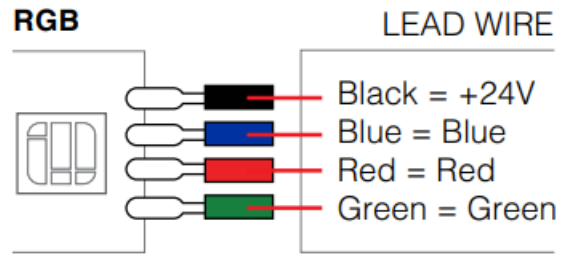 RGB
LEAD WIRE
Black = +24V
Blue = Blue
Red = Red
Green = Green